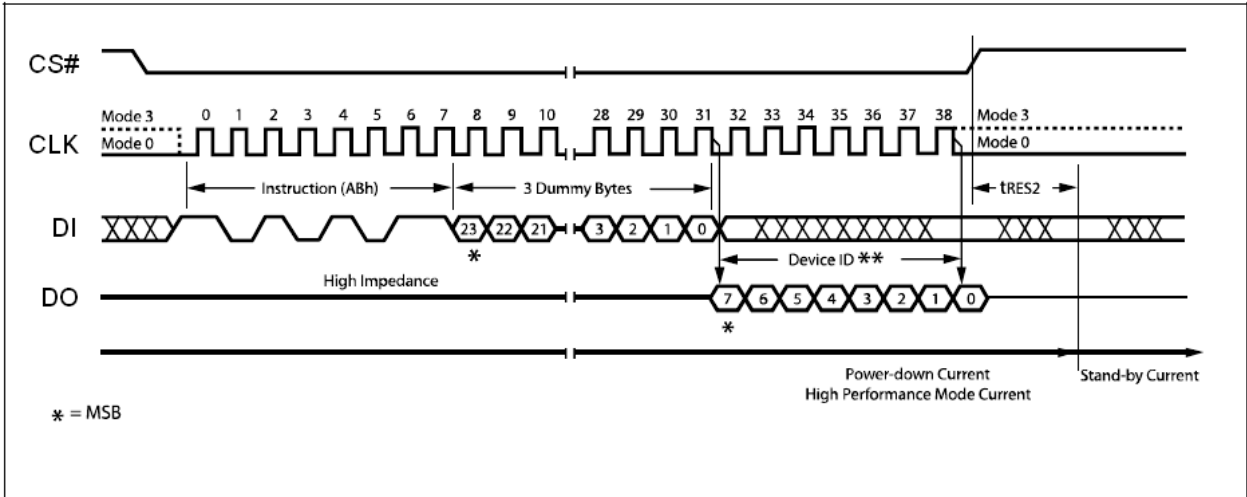 CS#
Mode 3 0 1 2 3 4 5 6 7 8 9 10 28 29 30 31 32 33 34 35 36 37 38 Mode 3
CLK Mode 0 Mode 0
Instruction (ABh) 3 Dummy Bytes tRES2
DI 23 22 21 3 2 1 0
* Device ID **
High Impedance
DO 7 6 5 4 3 2 1 0
*
Power-down Current Stand-by Current
High Performance Mode Current
* = MSB